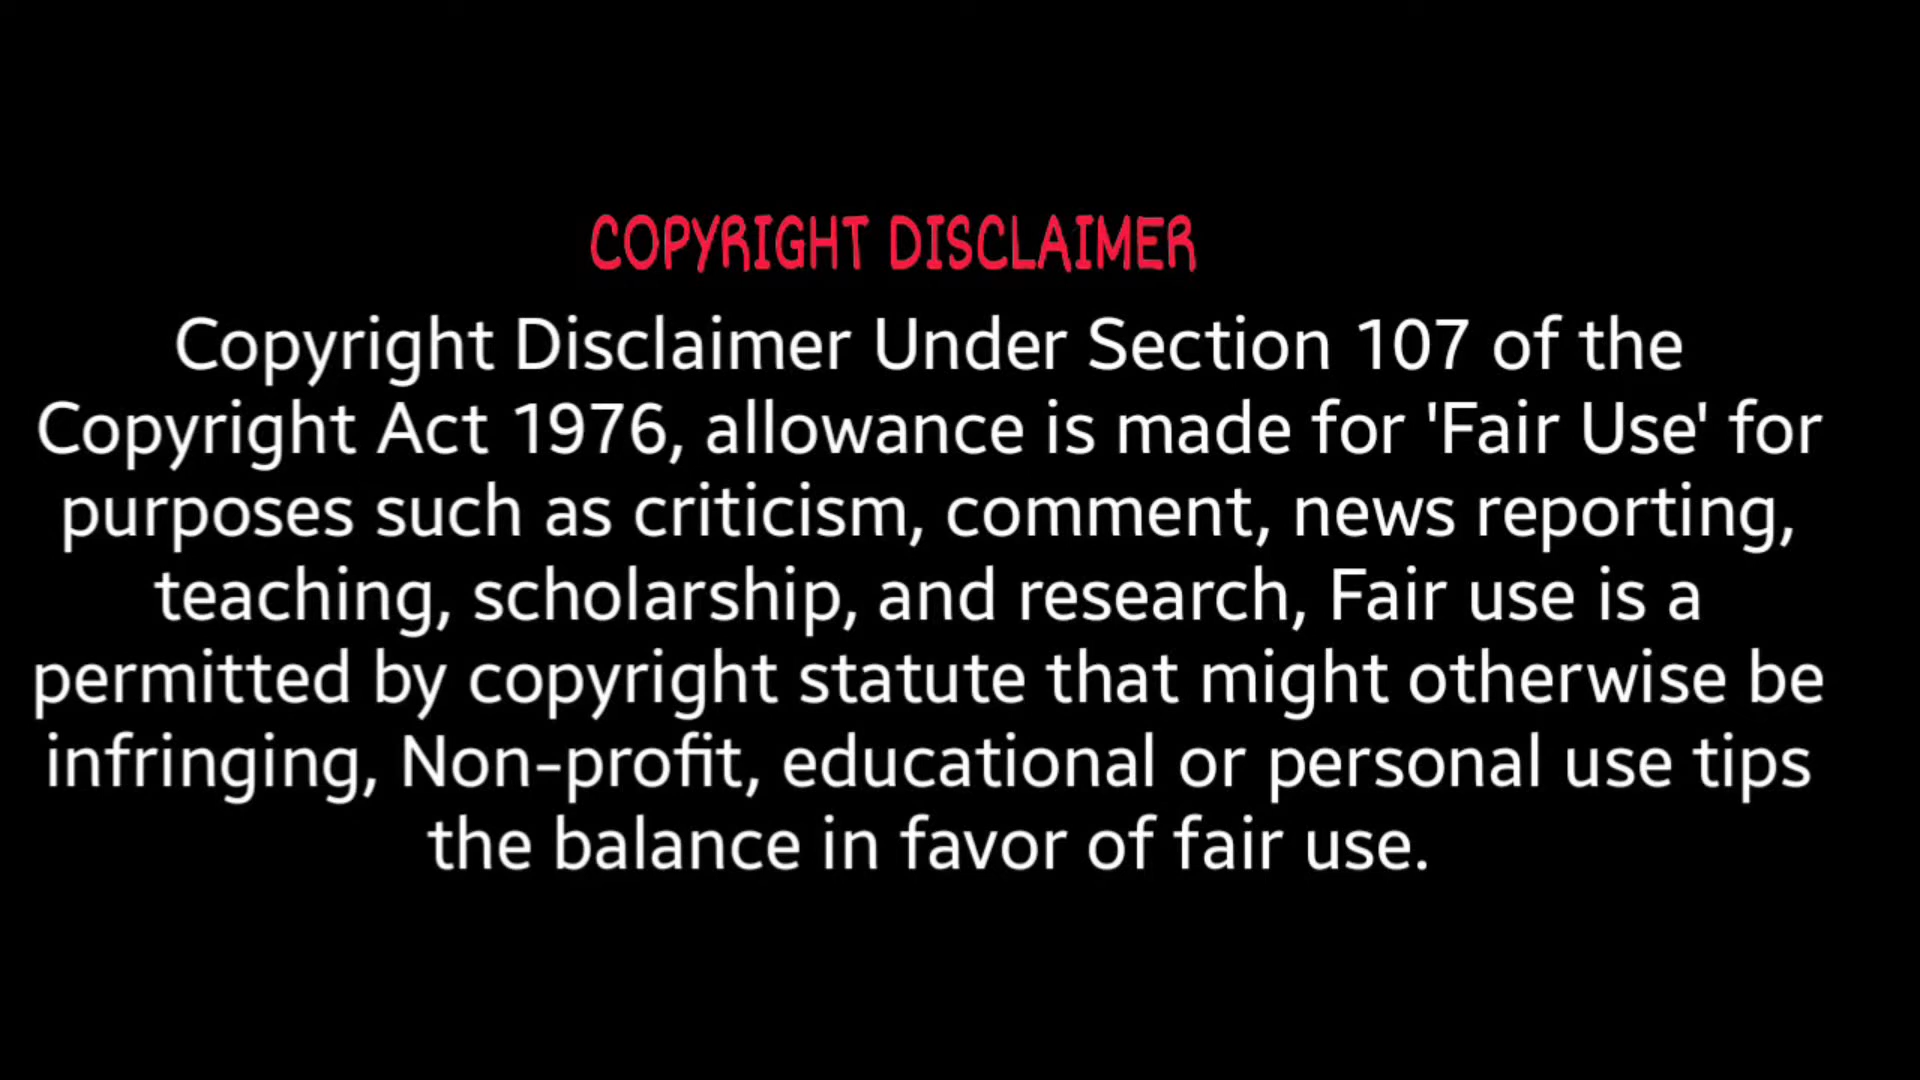 COPYRIGHT DISCLAIMER
Copyright Disclaimer Under Section 107 of the
Copyright Act 1976, allowance is made for 'Fair Use' for
purposes such as criticism, comment, news reporting,
teaching, scholarship, and research, Fair use is a
permitted by copyright statute that might otherwise be
infringing, Non-profit, educational or personal use tips
the balance in favor of fair use.